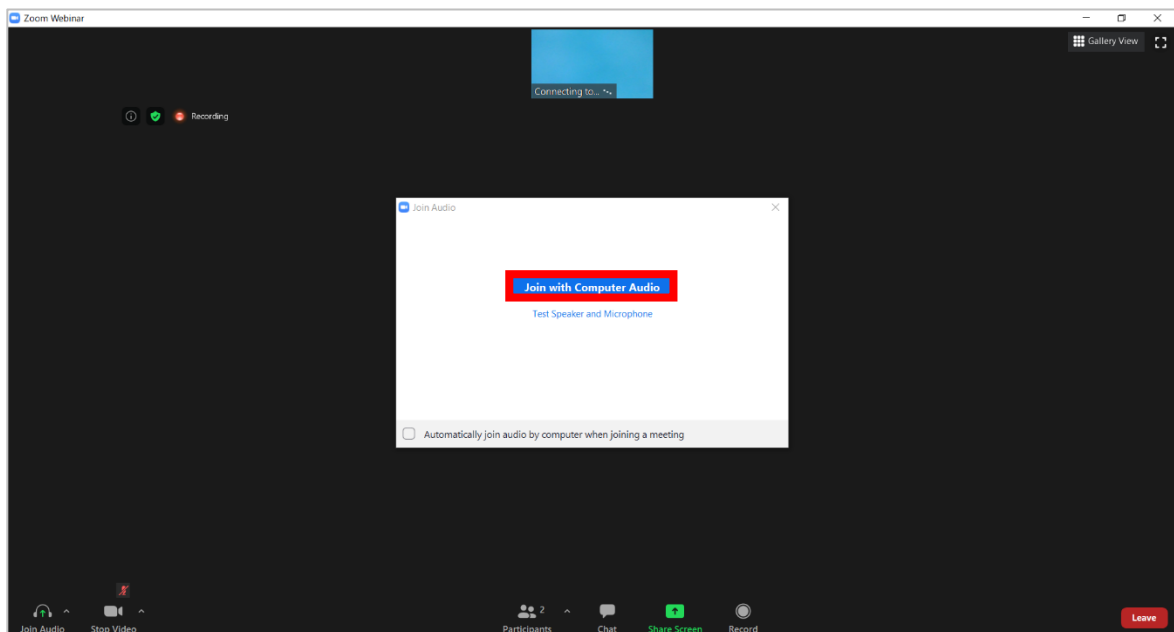 Zoom Webinar
Gallery View
Connecting to...
Recording
Join Audio
Join with Computer Audio
Test Speaker and Microphone
Automatically join audio by computer when joining a meeting
2
Join Audio Stop Video Participants Chat Share Screen Record
Leave